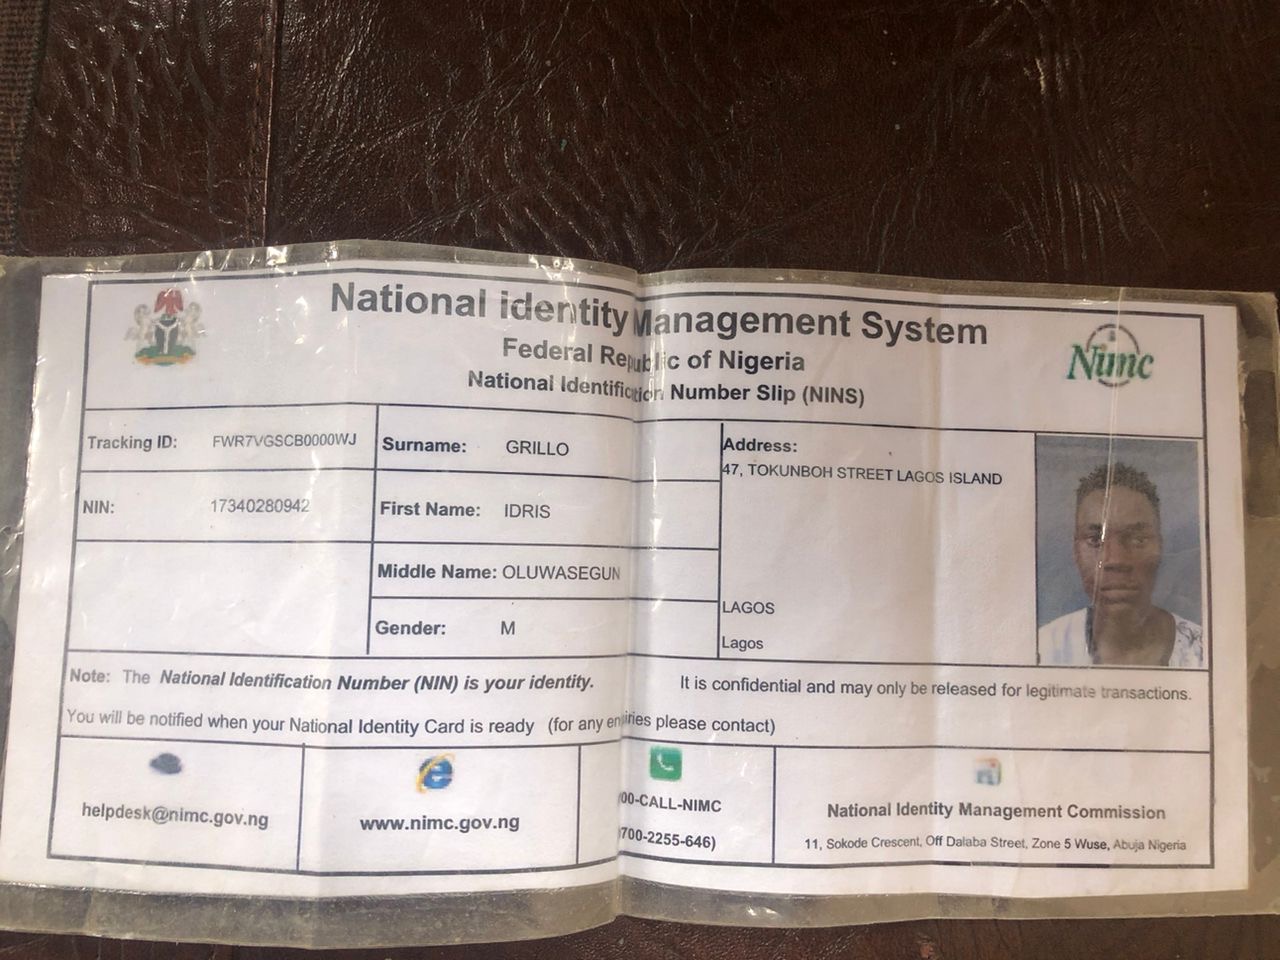 National identity Management System
Federal Republic of Nigeria
National Identification Number Slip (NINS)
Nimc
Tracking ID: FWR7VGSCB0000WJ
Surname: GRILLO
Address:
47, TOKUNBOH STREET LAGOS ISLAND
NIN: 17340280942
First Name: IDRIS
Middle Name: OLUWASEGUN
LAGOS
Gender: M
Lagos
Note: The National Identification Number (NIN) is your identity. It is confidential and may only be released for legitimate transactions.
You will be notified when your National Identity Card is ready (for any enquiries please contact)
helpdesk@nimc.gov.ng
www.nimc.gov.ng
00-CALL-NIMC
700-2255-646)
National Identity Management Commission
11, Sokode Crescent, Off Dalaba Street, Zone 5 Wuse, Abuja Nigeria